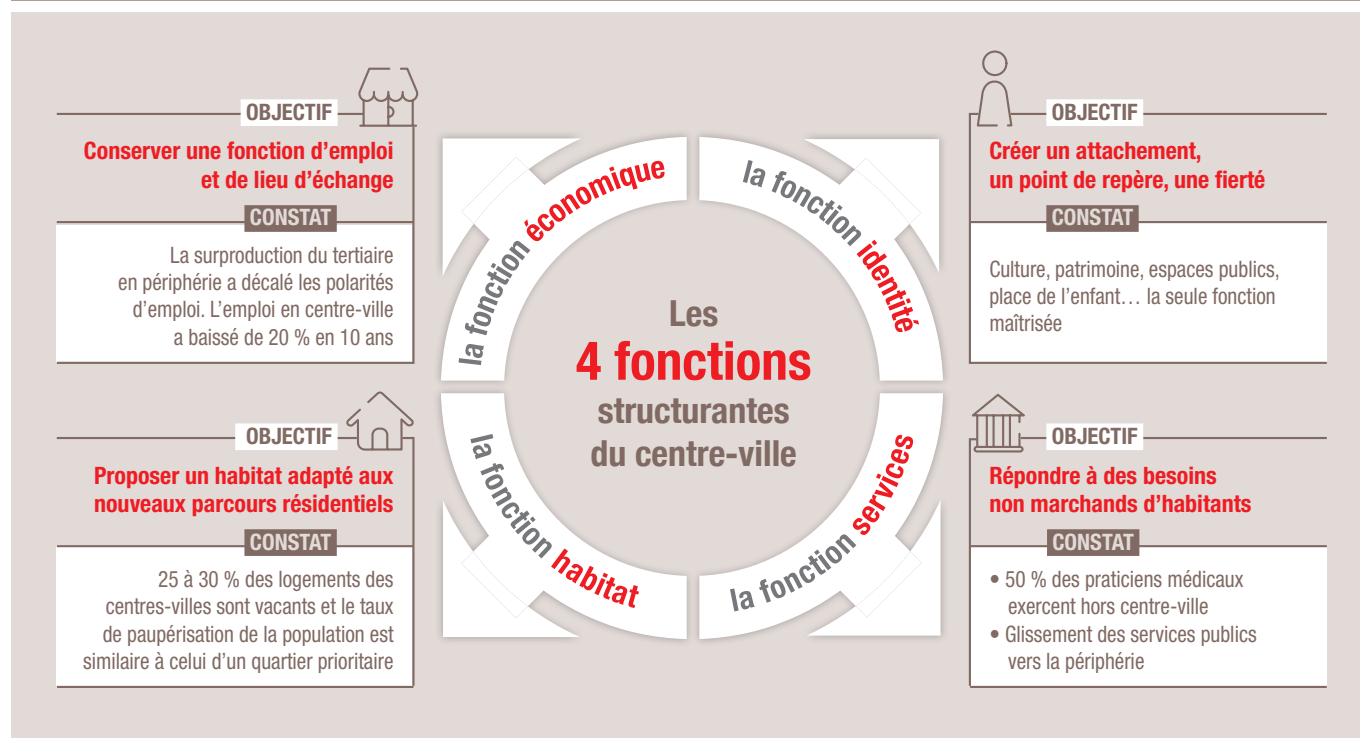 OBJECTIF
Conserver une fonction d'emploi
et de lieu d'échange
CONSTAT
La surproduction du tertiaire
en périphérie a décalé les polarités
d'emploi. L'emploi en centre-ville
a baissé de 20 % en 10 ans
OBJECTIF
Créer un attachement,
un point de repère, une fierté
CONSTAT
Culture, patrimoine, espaces publics,
place de l'enfant… la seule fonction
maîtrisée
la fonction économique
la fonction identité
Les
4 fonctions
structurantes
du centre-ville
la fonction habitat
la fonction services
OBJECTIF
Proposer un habitat adapté aux
nouveaux parcours résidentiels
CONSTAT
25 à 30 % des logements des
centres-villes sont vacants et le taux
de paupérisation de la population est
similaire à celui d'un quartier prioritaire
OBJECTIF
Répondre à des besoins
non marchands d'habitants
CONSTAT
• 50 % des praticiens médicaux
exercent hors centre-ville
• Glissement des services publics
vers la périphérie